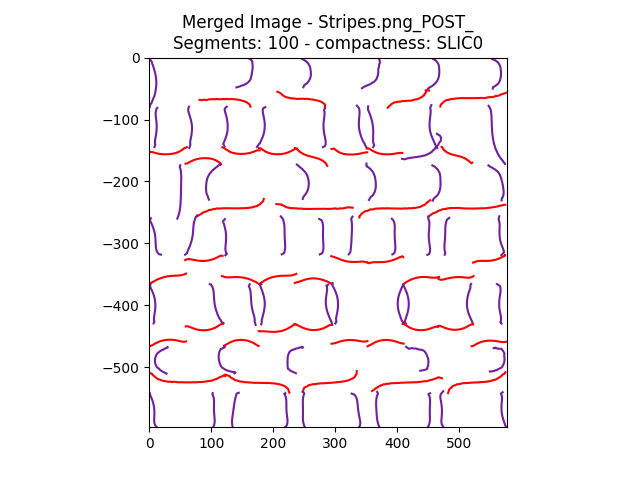 Merged Image - Stripes.png_POST_
Segments: 100 - compactness: SLIC0
0
−100
−200
−300
−400
−500
0 100 200 300 400 500